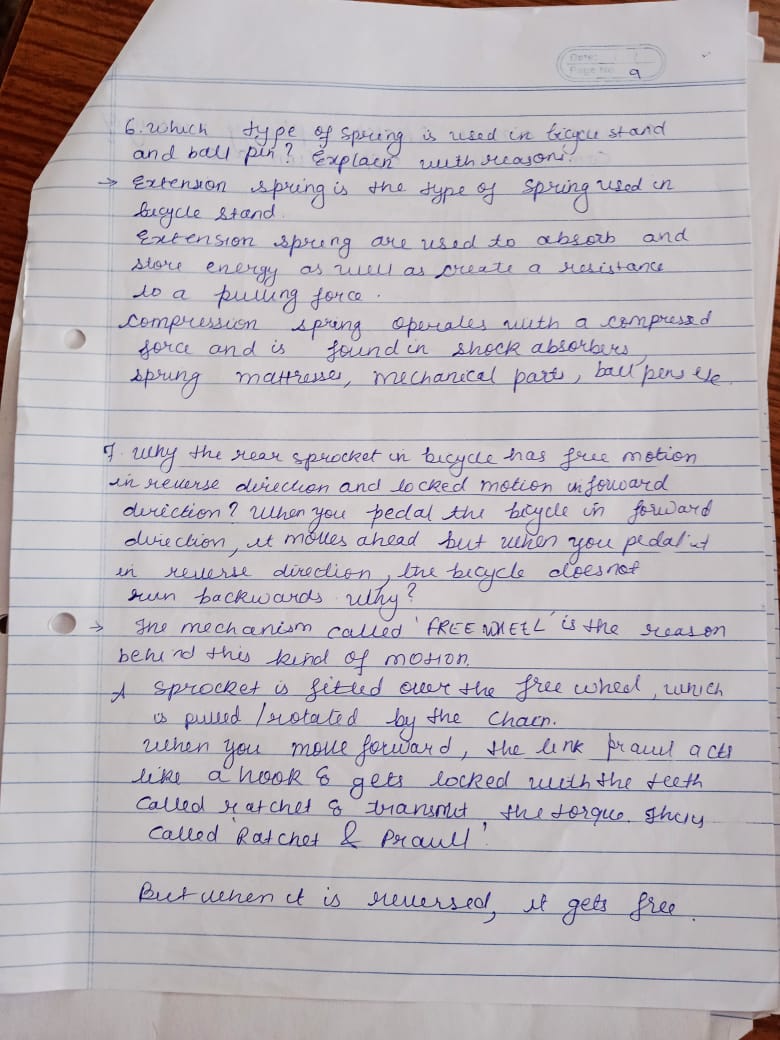 Date:
Page No. 9
6. Which type of spring is used in bicycle stand
and ball pin? Explain with reasons.
→ Extension spring is the type of spring used in
bicycle stand.
Extension spring are used to absorb and
store energy as well as create a resistance
to a pulling force.
Compression spring operates with a compressed
force and is found in shock absorbers,
spring mattresses, mechanical parts, ball pens etc.
7. Why the rear sprocket in bicycle has free motion
in reverse direction and locked motion in forward
direction? When you pedal the bicycle in forward
direction, it moves ahead but when you pedal it
in reverse direction, the bicycle does not
run backwards. Why?
→ The mechanism called 'FREE WHEEL' is the reason
behind this kind of motion.
A sprocket is fitted over the free wheel, which
is pulled / rotated by the chain.
When you move forward, the link prawl acts
like a hook & gets locked with the teeth
called ratchet & transmit the torque. They
called 'Ratchet & Prawll'.
But when it is reversed, it gets free.